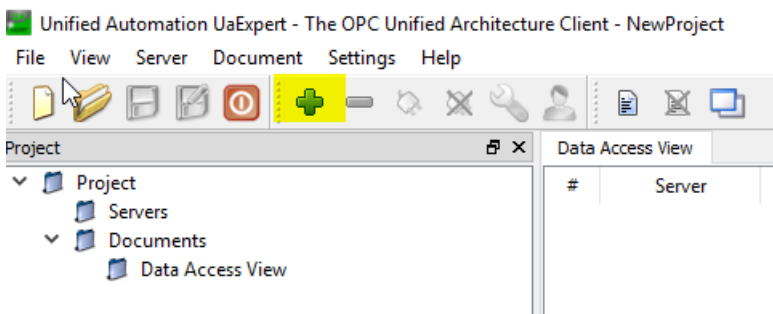 Unified Automation UaExpert - The OPC Unified Architecture Client - NewProject
File View Server Document Settings Help
Project
Data Access View
# Server
Project
Servers
Documents
Data Access View